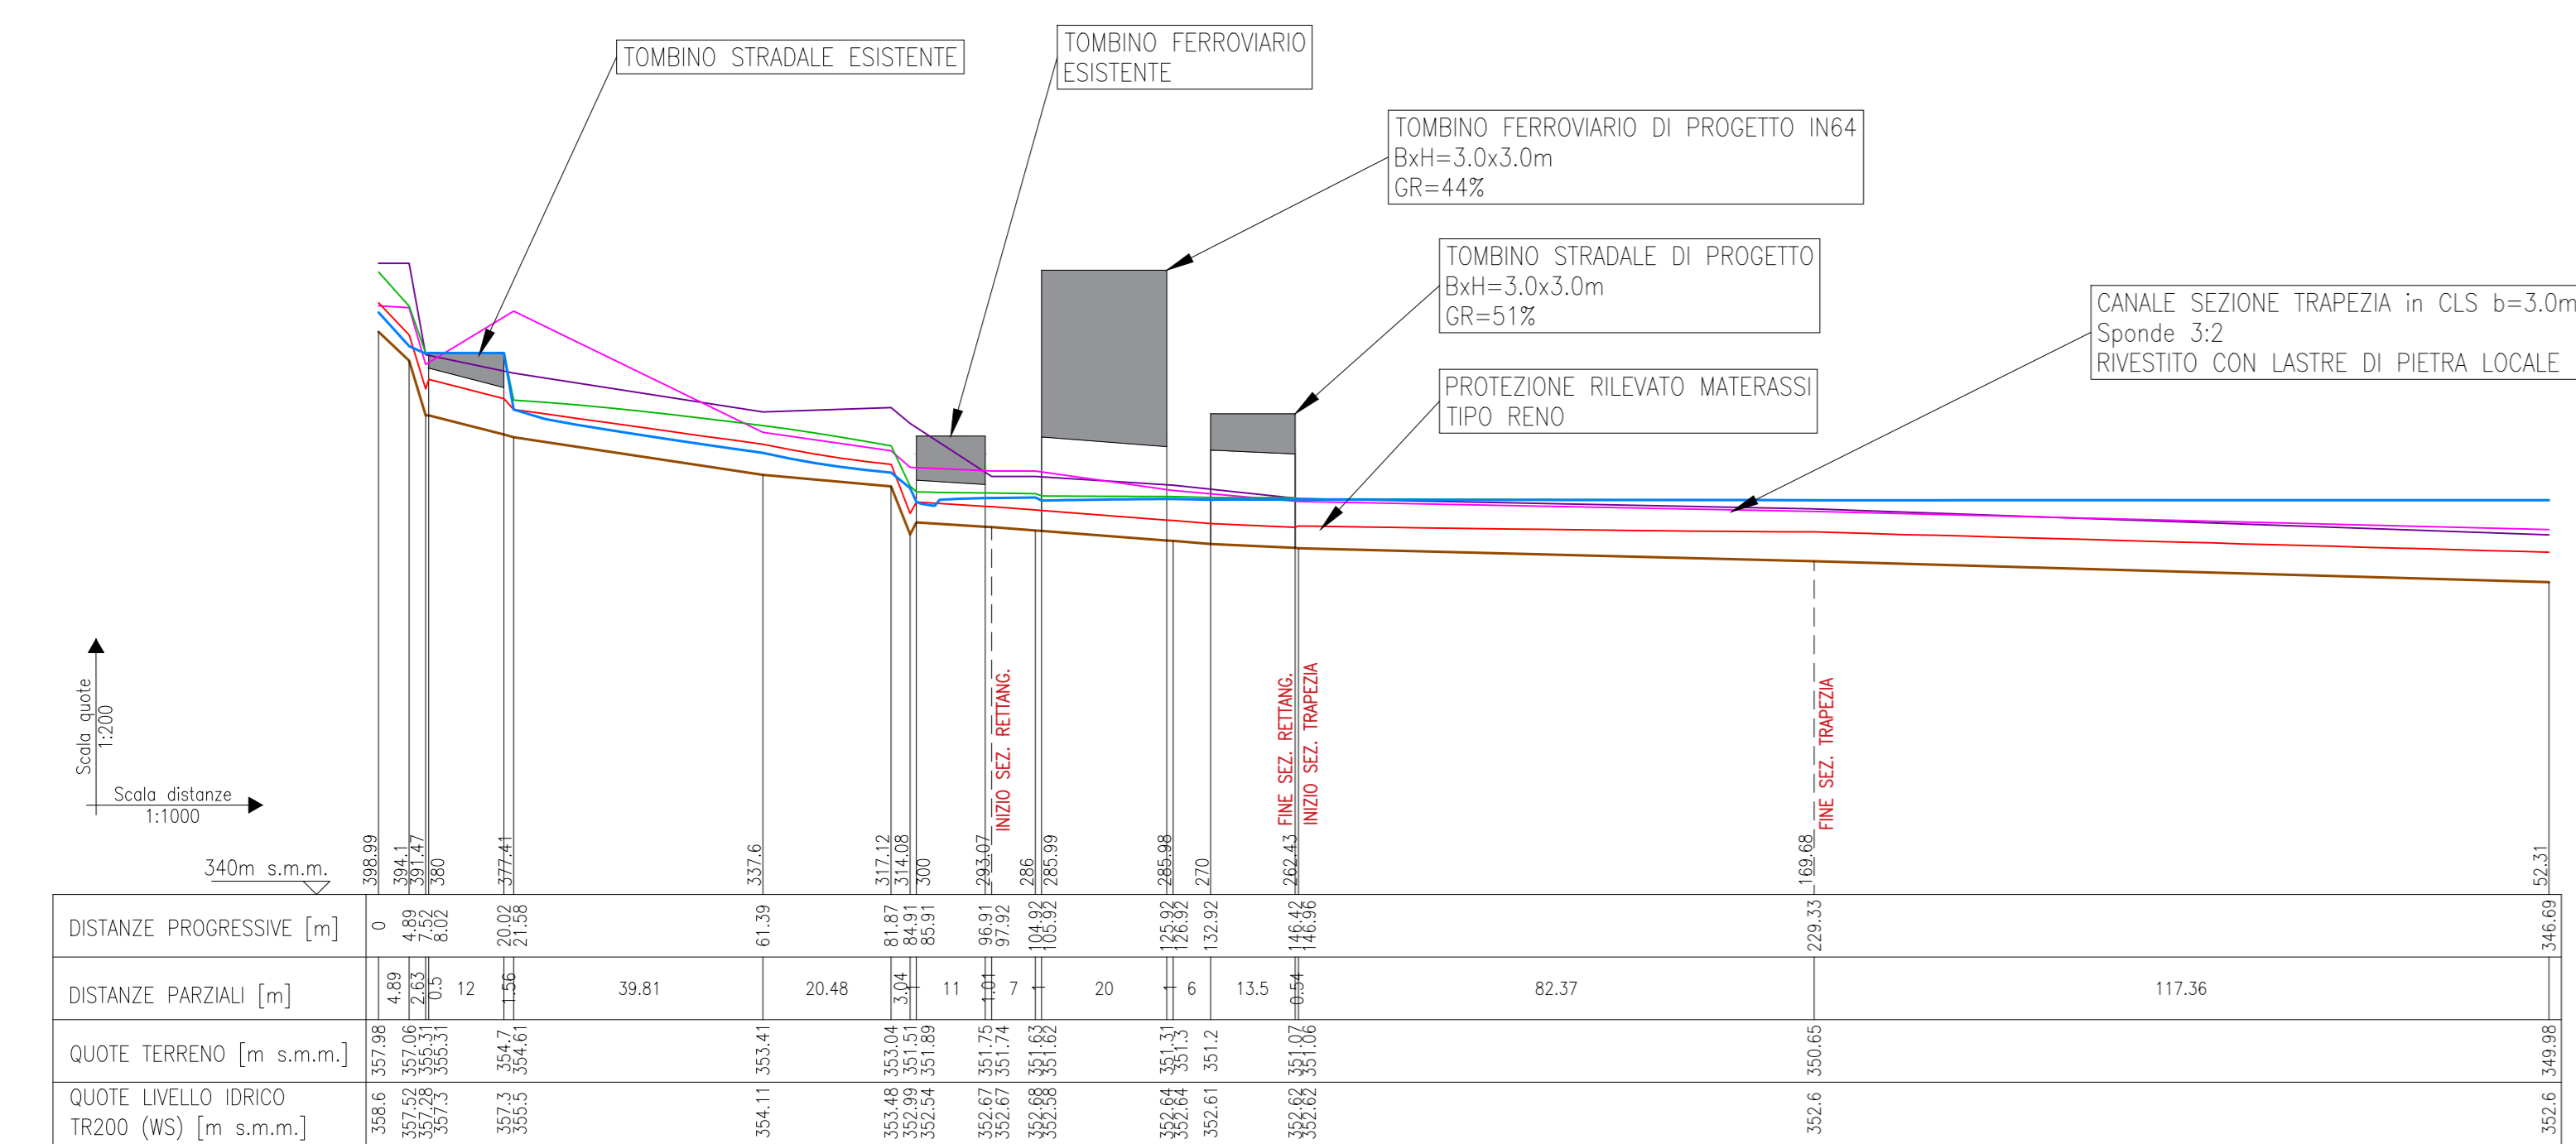 TOMBINO STRADALE ESISTENTE
TOMBINO FERROVIARIO
ESISTENTE
TOMBINO FERROVIARIO DI PROGETTO IN64
BxH=3.0x3.0m
GR=44%
TOMBINO STRADALE DI PROGETTO
BxH=3.0x3.0m
GR=51%
CANALE SEZIONE TRAPEZIA in CLS b=3.0m
Sponde 3:2
RIVESTITO CON LASTRE DI PIETRA LOCALE
PROTEZIONE RILEVATO MATERASSI
TIPO RENO
Scala quote
1:200
Scala distanze
1:1000
INIZIO SEZ. RETTANG.
FINE SEZ. RETTANG.
INIZIO SEZ. TRAPEZIA
FINE SEZ. TRAPEZIA
340m s.m.m.
398.99 394.1 391.47 380 377.41 337.6 317.12 314.08 300 293.07 286 285.99 285.98 270 262.43 169.68 52.31
DISTANZE PROGRESSIVE [m] 0 4.89 7.52 8.02 20.02 21.58 61.39 81.87 84.91 85.91 96.91 97.92 104.92 105.92 125.92 126.92 132.92 146.42 146.96 229.33 346.69
DISTANZE PARZIALI [m] 4.89 2.63 0.5 12 1.56 39.81 20.48 3.04 1 11 1.01 7 1 20 1 6 13.5 0.54 82.37 117.36
QUOTE TERRENO [m s.m.m.] 357.98 357.06 355.31 355.31 354.7 354.61 353.41 353.04 351.51 351.89 351.75 351.74 351.63 351.62 351.31 351.3 351.2 351.07 351.06 350.65 349.98
QUOTE LIVELLO IDRICO
TR200 (WS) [m s.m.m.] 358.6 357.52 357.28 357.3 357.3 355.5 354.11 353.48 352.99 352.54 352.67 352.67 352.68 352.58 352.64 352.64 352.61 352.62 352.62 352.6 352.6